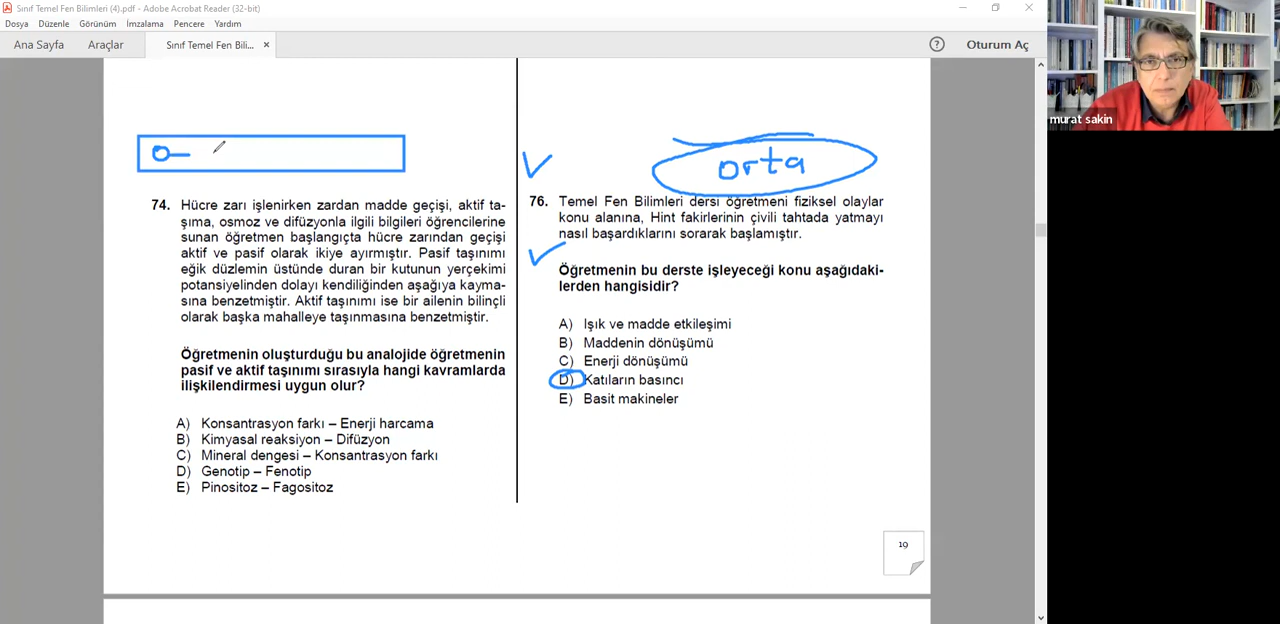 Sınıf Temel Fen Bilimleri (4).pdf - Adobe Acrobat Reader (32-bit)
Dosya Düzenle Görünüm İmzalama Pencere Yardım
Ana Sayfa Araçlar Sınıf Temel Fen Bili... × ? Oturum Aç
murat sakin
74. Hücre zarı işlenirken zardan madde geçişi, aktif ta-
şıma, osmoz ve difüzyonla ilgili bilgileri öğrencilerine
sunan öğretmen başlangıçta hücre zarından geçişi
aktif ve pasif olarak ikiye ayırmıştır. Pasif taşınımı
eğik düzlemin üstünde duran bir kutunun yerçekimi
potansiyelinden dolayı kendiliğinden aşağıya kayma-
sına benzetmiştir. Aktif taşınımı ise bir ailenin bilinçli
olarak başka mahalleye taşınmasına benzetmiştir.
Öğretmenin oluşturduğu bu analojide öğretmenin
pasif ve aktif taşınımı sırasıyla hangi kavramlarda
ilişkilendirmesi uygun olur?
A) Konsantrasyon farkı – Enerji harcama
B) Kimyasal reaksiyon – Difüzyon
C) Mineral dengesi – Konsantrasyon farkı
D) Genotip – Fenotip
E) Pinositoz – Fagositoz
orta
76. Temel Fen Bilimleri dersi öğretmeni fiziksel olaylar
konu alanına, Hint fakirlerinin çivili tahtada yatmayı
nasıl başardıklarını sorarak başlamıştır.
Öğretmenin bu derste işleyeceği konu aşağıdaki-
lerden hangisidir?
A) Işık ve madde etkileşimi
B) Maddenin dönüşümü
C) Enerji dönüşümü
D) Katıların basıncı
E) Basit makineler
19